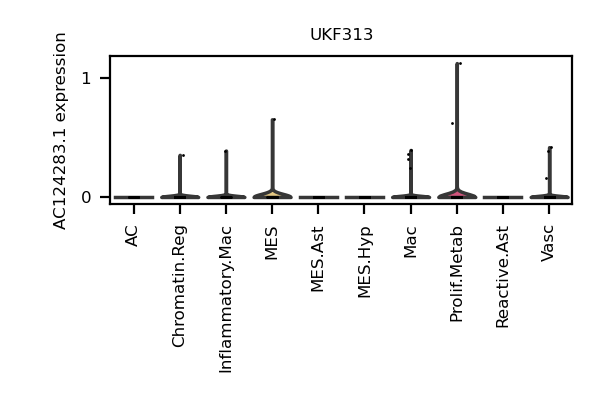 UKF313
AC124283.1 expression
1
0
AC
Chromatin.Reg
Inflammatory.Mac
MES
MES.Ast
MES.Hyp
Mac
Prolif.Metab
Reactive.Ast
Vasc